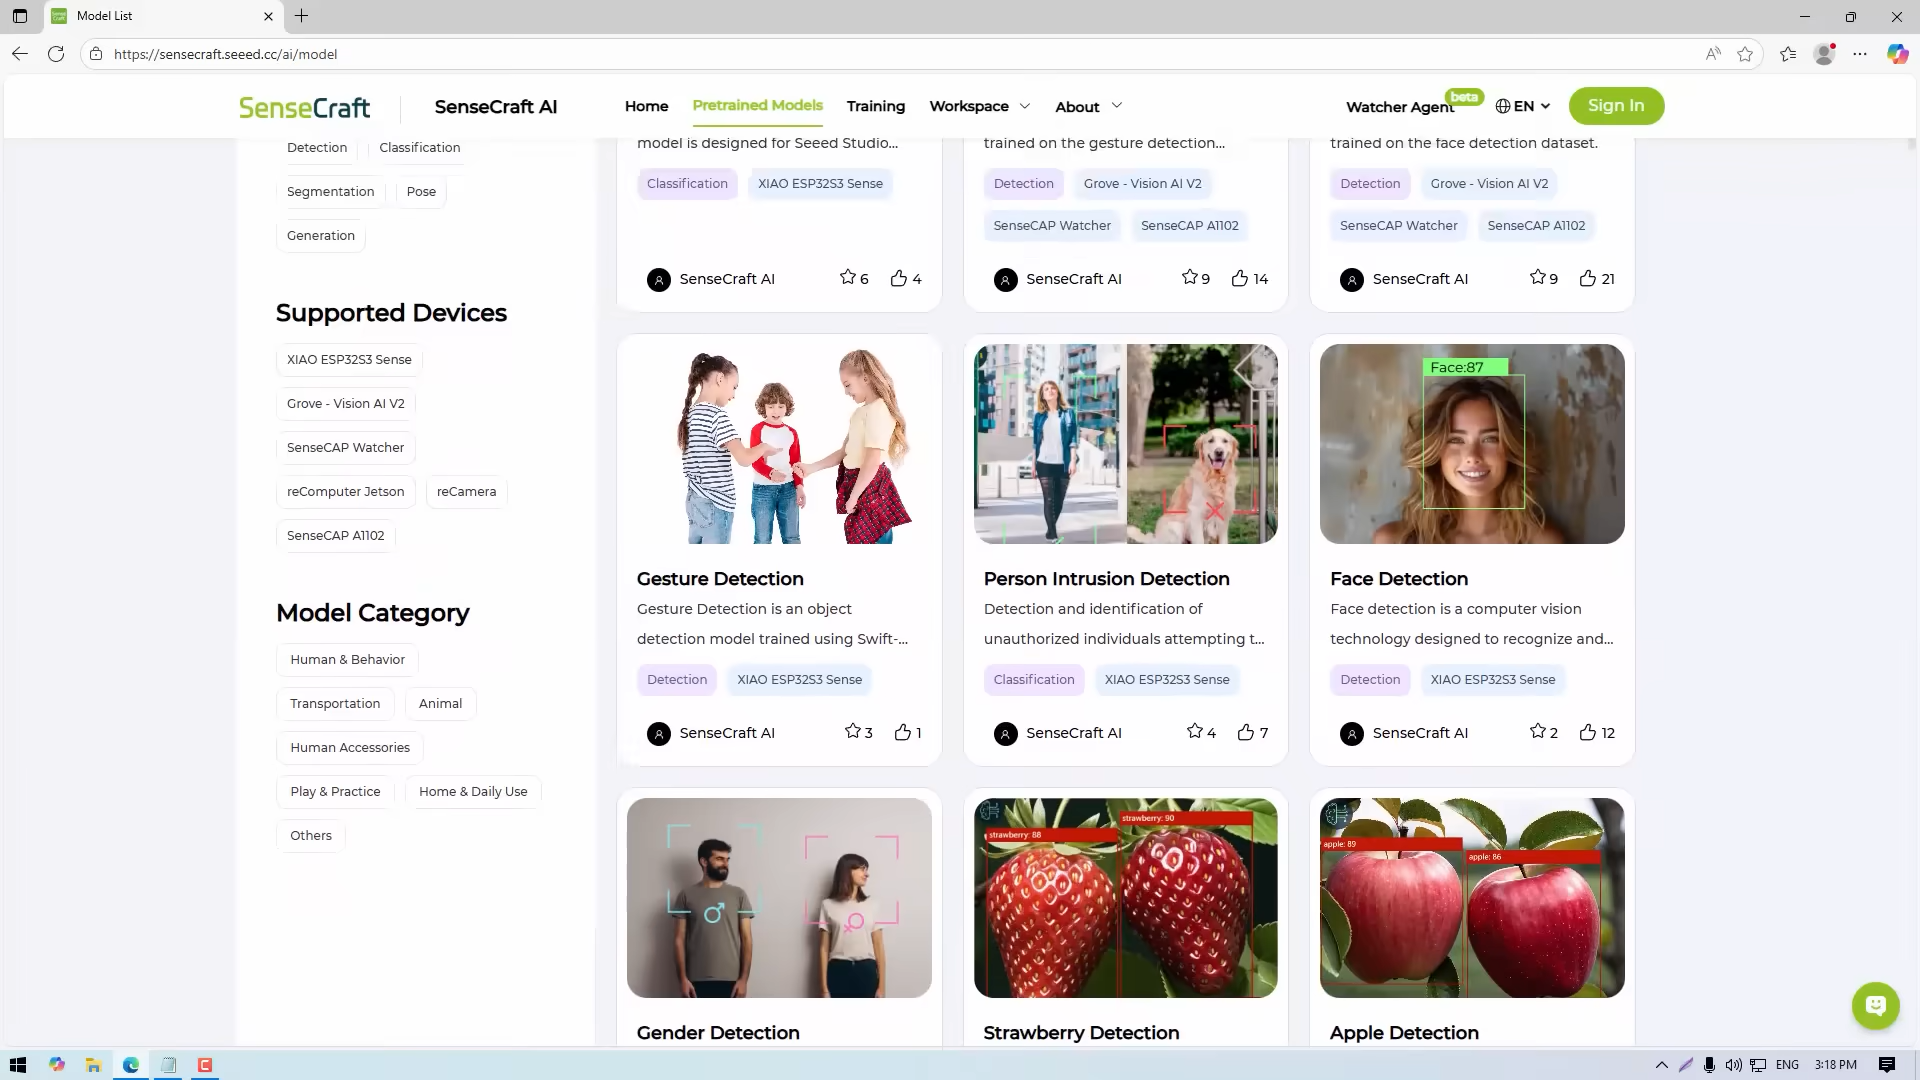 Model List
https://sensecraft.seeed.cc/ai/model
SenseCraft
SenseCraft AI
Home
Pretrained Models
Training
Workspace
About
Watcher Agent
beta
EN
Sign In
Detection
Classification
Segmentation
Pose
Generation
Supported Devices
XIAO ESP32S3 Sense
Grove - Vision AI V2
SenseCAP Watcher
reComputer Jetson
reCamera
SenseCAP A1102
Model Category
Human & Behavior
Transportation
Animal
Human Accessories
Play & Practice
Home & Daily Use
Others
model is designed for Seeed Studio...
Classification
XIAO ESP32S3 Sense
SenseCraft AI
6
4
trained on the gesture detection...
Detection
Grove - Vision AI V2
SenseCAP Watcher
SenseCAP A1102
SenseCraft AI
9
14
trained on the face detection dataset.
Detection
Grove - Vision AI V2
SenseCAP Watcher
SenseCAP A1102
SenseCraft AI
9
21
Gesture Detection
Gesture Detection is an object
detection model trained using Swift-...
Detection
XIAO ESP32S3 Sense
SenseCraft AI
3
1
Person Intrusion Detection
Detection and identification of
unauthorized individuals attempting t...
Classification
XIAO ESP32S3 Sense
SenseCraft AI
4
7
Face:87
Face Detection
Face detection is a computer vision
technology designed to recognize and...
Detection
XIAO ESP32S3 Sense
SenseCraft AI
2
12
Gender Detection
strawberry: 88
strawberry: 90
Strawberry Detection
apple: 89
apple: 86
Apple Detection
ENG
3:18 PM